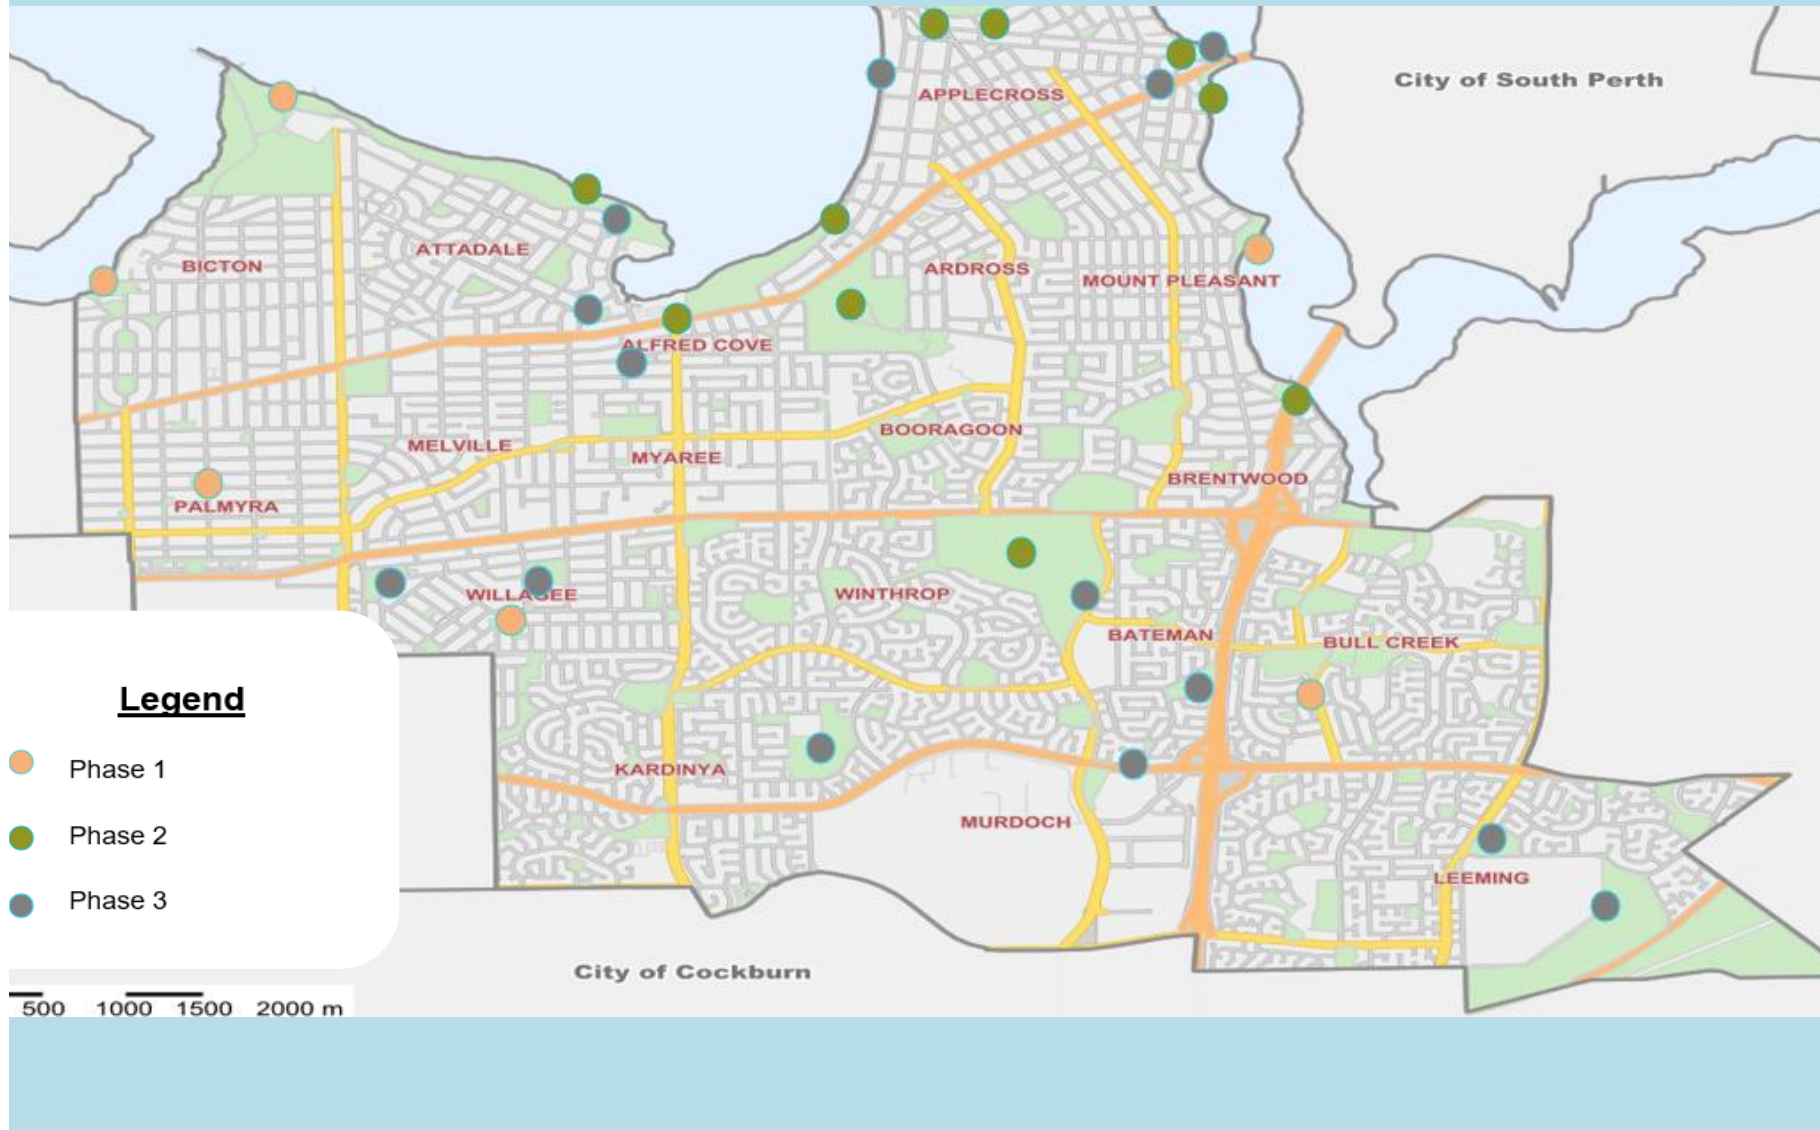 City of South Perth
APPLECROSS
ATTADALE
BICTON
ARDROSS
MOUNT PLEASANT
ALFRED COVE
BOORAGOON
MELVILLE
MYAREE
BRENTWOOD
PALMYRA
WILLAGEE
WINTHROP
BATEMAN
BULL CREEK
Legend
Phase 1
Phase 2
Phase 3
KARDINYA
MURDOCH
LEEMING
City of Cockburn
500 1000 1500 2000 m